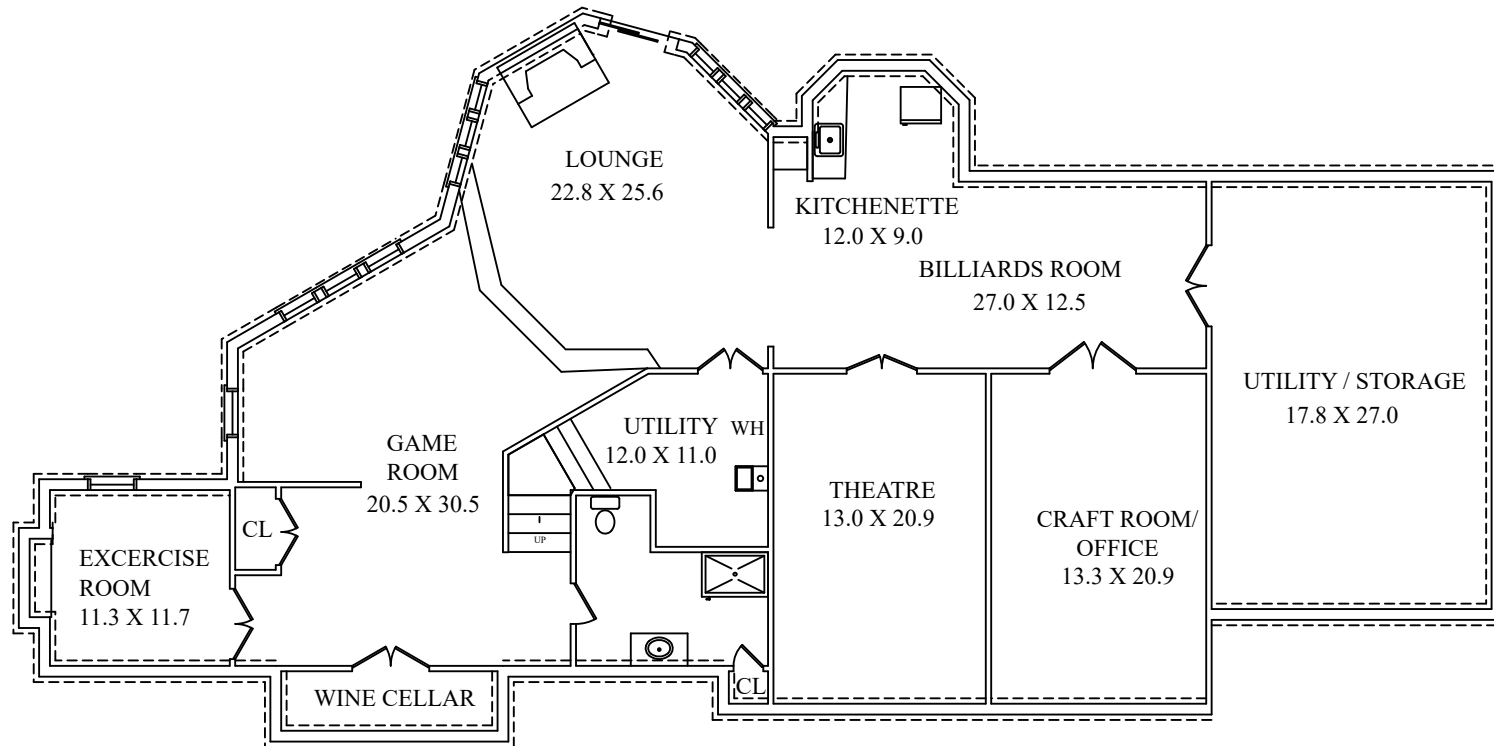 LOUNGE
22.8 X 25.6
KITCHENETTE
12.0 X 9.0
BILLIARDS ROOM
27.0 X 12.5
UTILITY / STORAGE
17.8 X 27.0
UTILITY
WH
12.0 X 11.0
GAME
ROOM
20.5 X 30.5
THEATRE
13.0 X 20.9
CRAFT ROOM/
OFFICE
13.3 X 20.9
CL
UP
EXCERCISE
ROOM
11.3 X 11.7
WINE CELLAR
CL